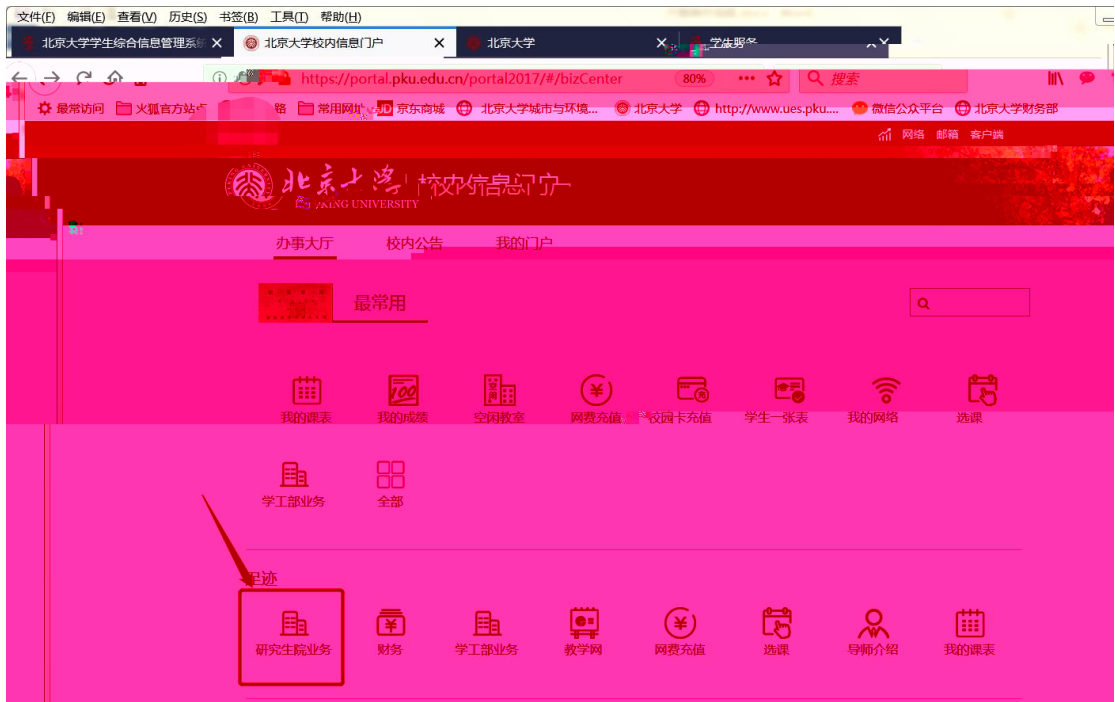 文件(F) 编辑(E) 查看(V) 历史(S) 书签(B) 工具(T) 帮助(H)
北京大学学生综合信息管理系统 北京大学校内信息门户 北京大学 学生服务
https://portal.pku.edu.cn/portal2017/#/bizCenter 80% 搜索
最常访问 火狐官方站点 常用网址 JD 京东商城 北京大学城市与环境... 北京大学 http://www.ues.pku.... 微信公众平台 北京大学财务部
网络 邮箱 客户端
北京大学 校内信息门户
UNIVERSITY
办事大厅 校内公告 我的门户
最常用
我的课表 我的成绩 空闲教室 网费充值 校园卡充值 学生一张表 我的网络 选课
学工部业务 全部
足迹
研究生院业务 财务 学工部业务 教学网 网费充值 选课 导师介绍 我的课表